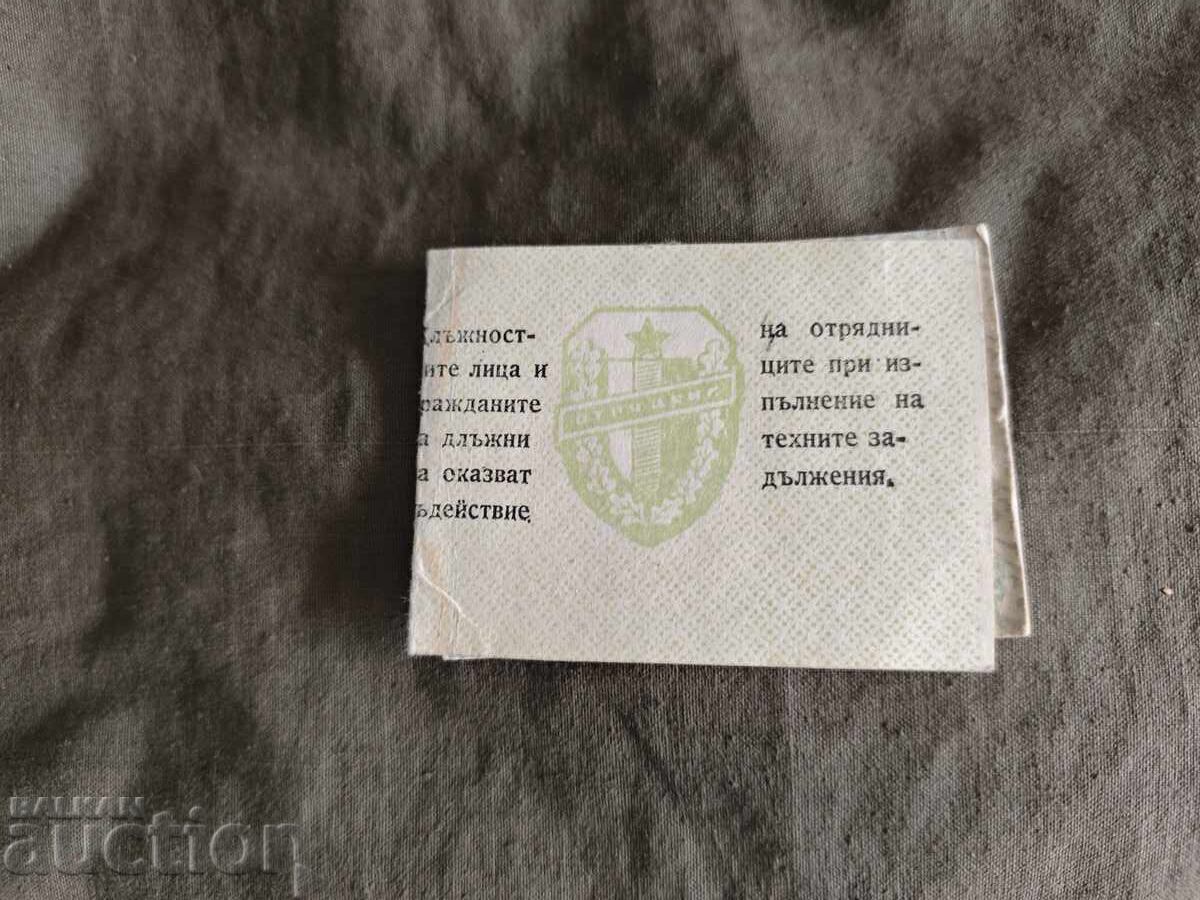 длъжност-
ите лица и
ражданите
а длъжни
а оказват
ъдействие
на отрядни-
ците при из-
пълнение на
техните за-
дължения.
BALKAN
auction